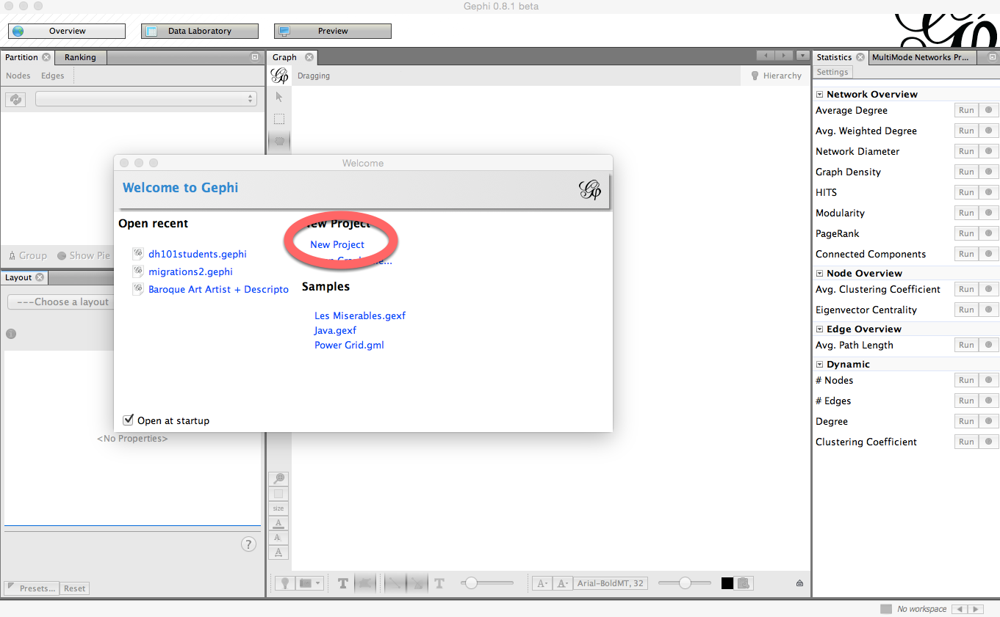 Gephi 0.8.1 beta
Overview
Data Laboratory
Preview
Partition
Ranking
Nodes Edges
Graph
Dragging
Hierarchy
Statistics
MultiMode Networks Pr...
Settings
Network Overview
Average Degree Run
Avg. Weighted Degree Run
Network Diameter Run
Graph Density Run
HITS Run
Modularity Run
PageRank Run
Connected Components Run
Node Overview
Avg. Clustering Coefficient Run
Eigenvector Centrality Run
Edge Overview
Avg. Path Length Run
Dynamic
# Nodes Run
# Edges Run
Degree Run
Clustering Coefficient Run
Welcome
Welcome to Gephi
Open recent
dh101students.gephi
migrations2.gephi
Baroque Art Artist + Descripto
New Project
New Project
Samples
Les Miserables.gexf
Java.gexf
Power Grid.gml
Open at startup
Group Show Pie
Layout
---Choose a layout
<No Properties>
?
Presets... Reset
size
A
A
A
T
T
A-
A-
Arial-BoldMT, 32
No workspace